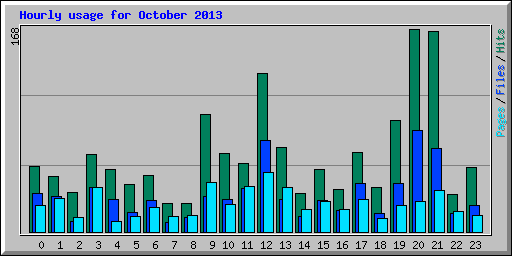 Hourly usage for October 2013
168
Pages / Files / Hits
0 1 2 3 4 5 6 7 8 9 10 11 12 13 14 15 16 17 18 19 20 21 22 23